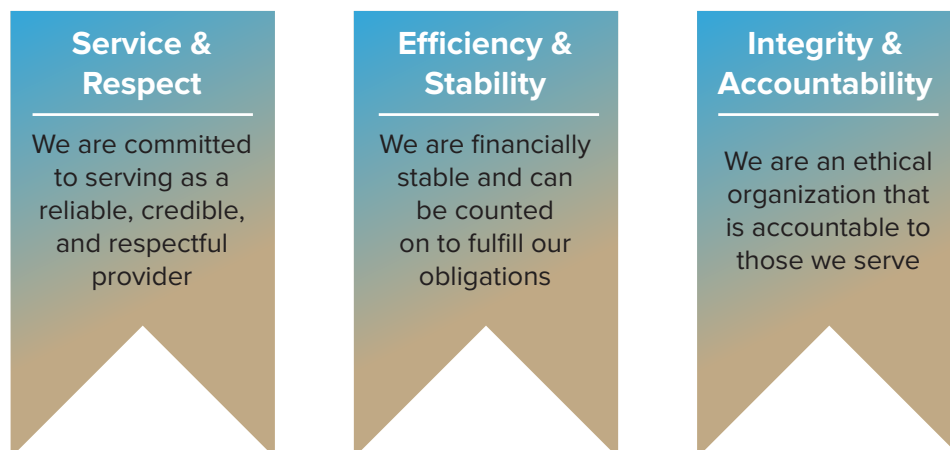 Service &
Respect
We are committed
to serving as a
reliable, credible,
and respectful
provider
Efficiency &
Stability
We are financially
stable and can
be counted
on to fulfill our
obligations
Integrity &
Accountability
We are an ethical
organization that
is accountable to
those we serve